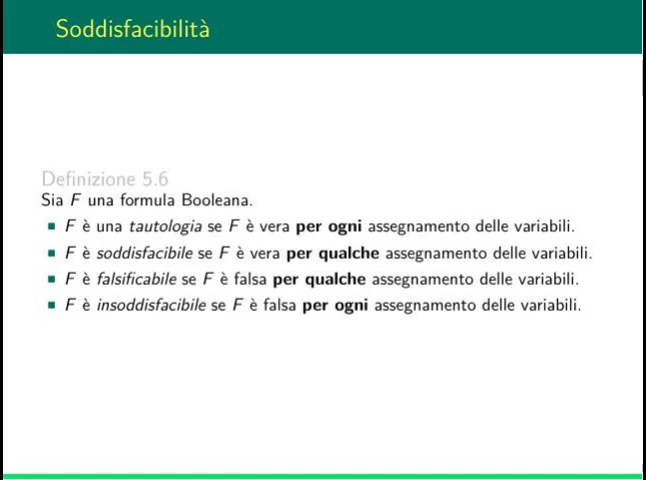 Soddisfacibilità
Definizione 5.6
Sia F una formula Booleana.
F è una tautologia se F è vera per ogni assegnamento delle variabili.
F è soddisfacibile se F è vera per qualche assegnamento delle variabili.
F è falsificabile se F è falsa per qualche assegnamento delle variabili.
F è insoddisfacibile se F è falsa per ogni assegnamento delle variabili.